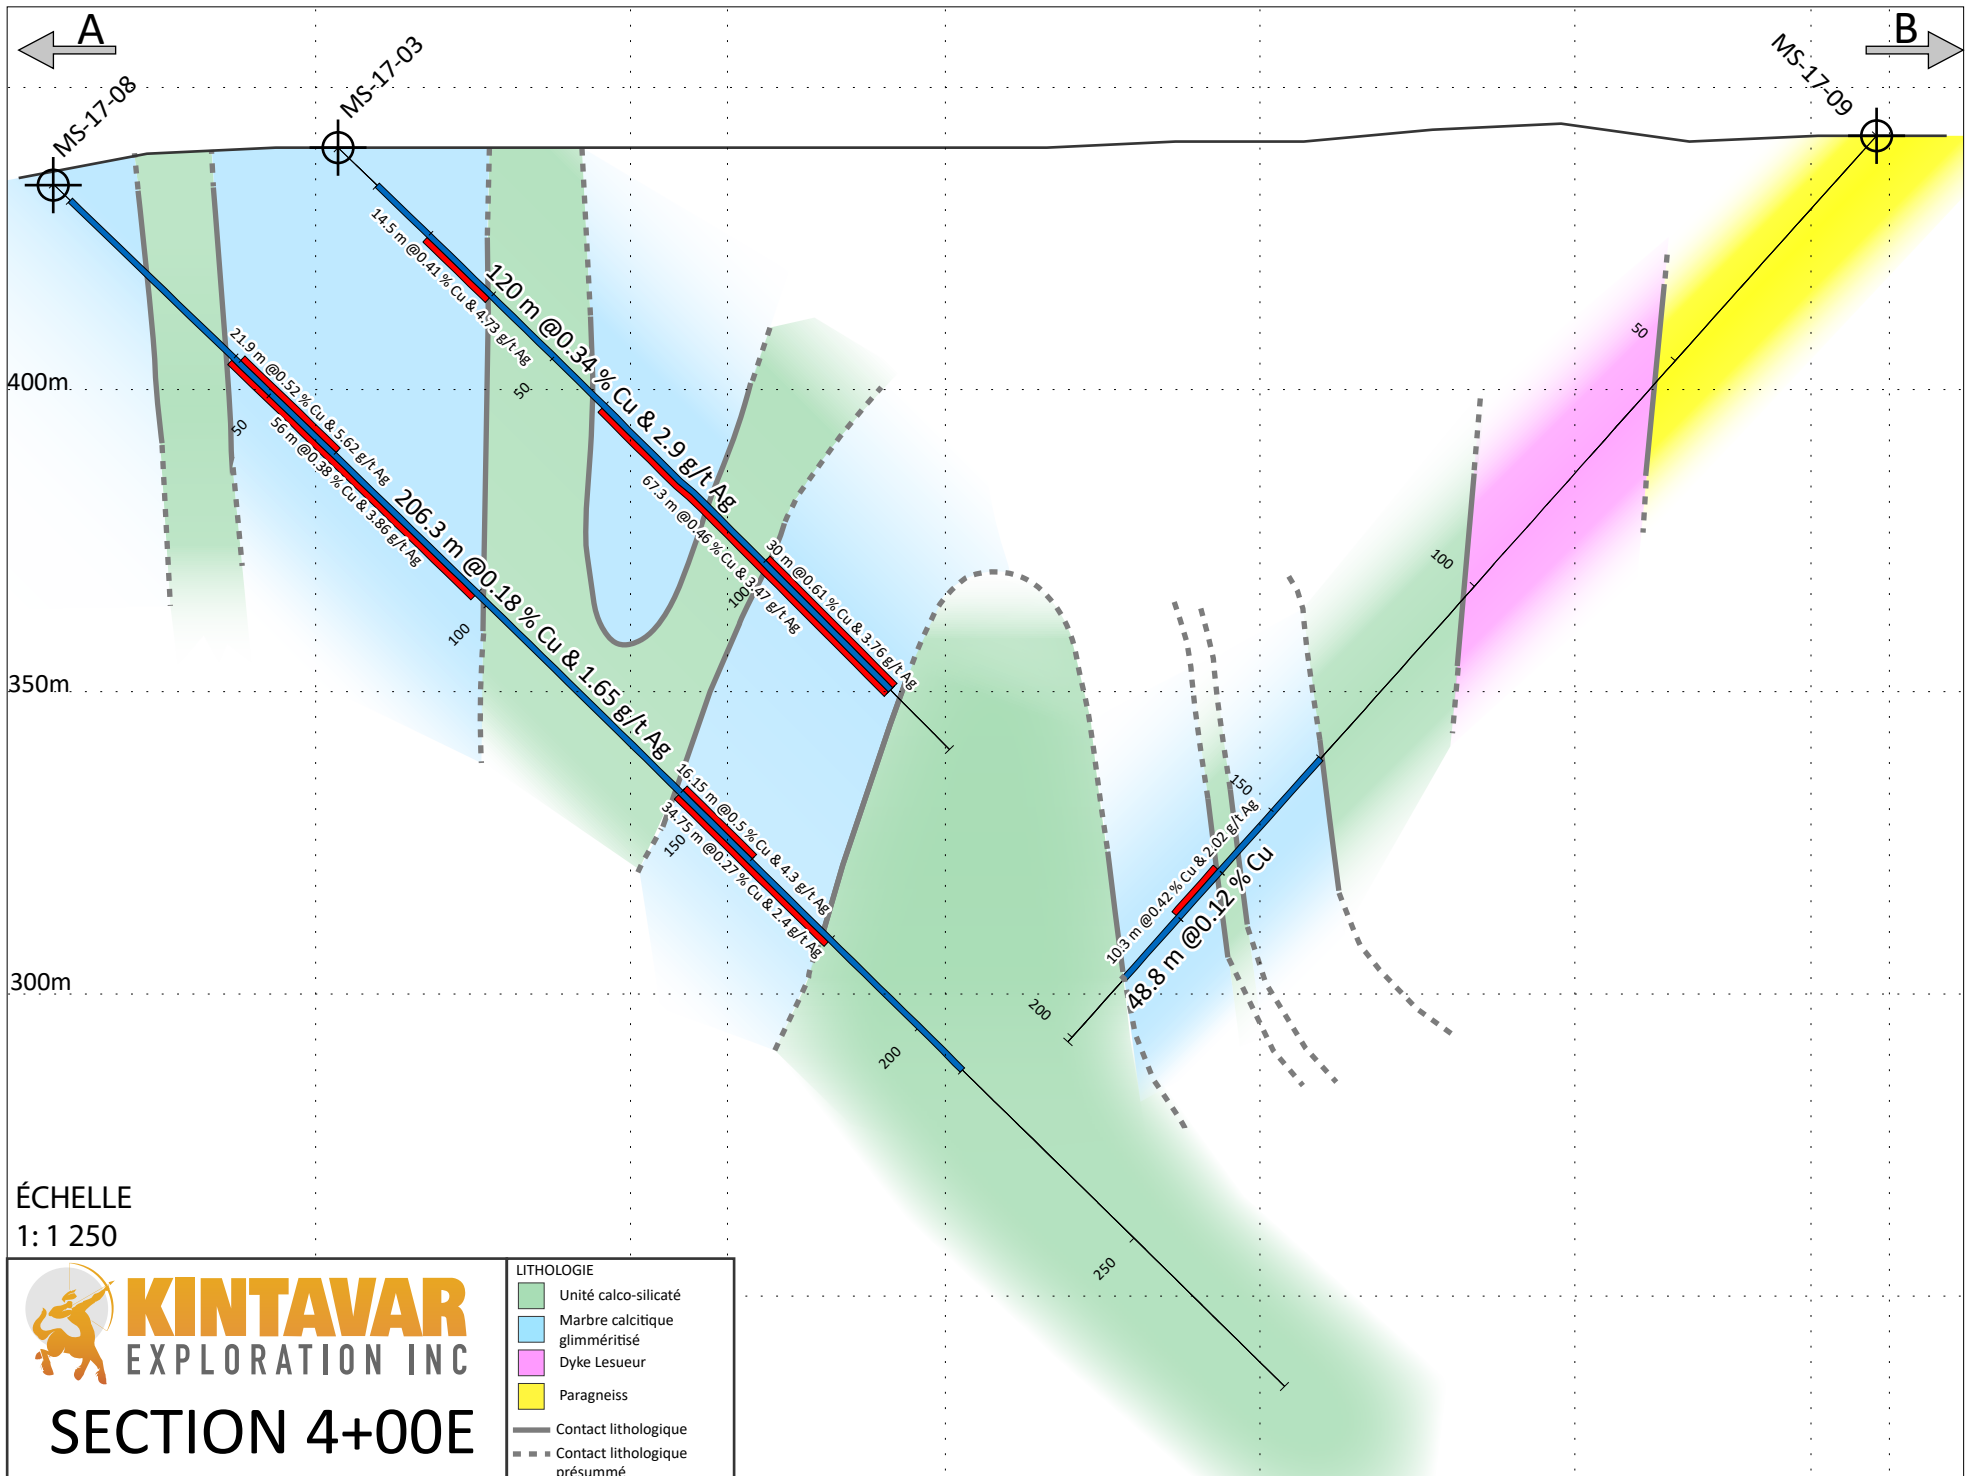 A
B
MS-17-08
MS-17-03
MS-17-09
14.5 m @0.41 % Cu & 4.73 g/t Ag
120 m @0.34 % Cu & 2.9 g/t Ag
50
67.3 m @0.46 % Cu & 3.47 g/t Ag
30 m @0.61 % Cu & 3.76 g/t Ag
100
21.9 m @0.52 % Cu & 5.62 g/t Ag
56 m @0.38 % Cu & 3.86 g/t Ag
50
206.3 m @0.18 % Cu & 1.65 g/t Ag
100
16.15 m @0.5 % Cu & 4.3 g/t Ag
34.75 m @0.27 % Cu & 2.4 g/t Ag
150
200
250
50
100
150
10.3 m @0.42 % Cu & 2.02 g/t Ag
48.8 m @0.12 % Cu
200
400m
350m
300m
ÉCHELLE
1: 1 250
KINTAVAR
EXPLORATION INC
SECTION 4+00E
LITHOLOGIE
Unité calco-silicaté
Marbre calcitique
glimméritisé
Dyke Lesueur
Paragneiss
Contact lithologique
Contact lithologique
présummé